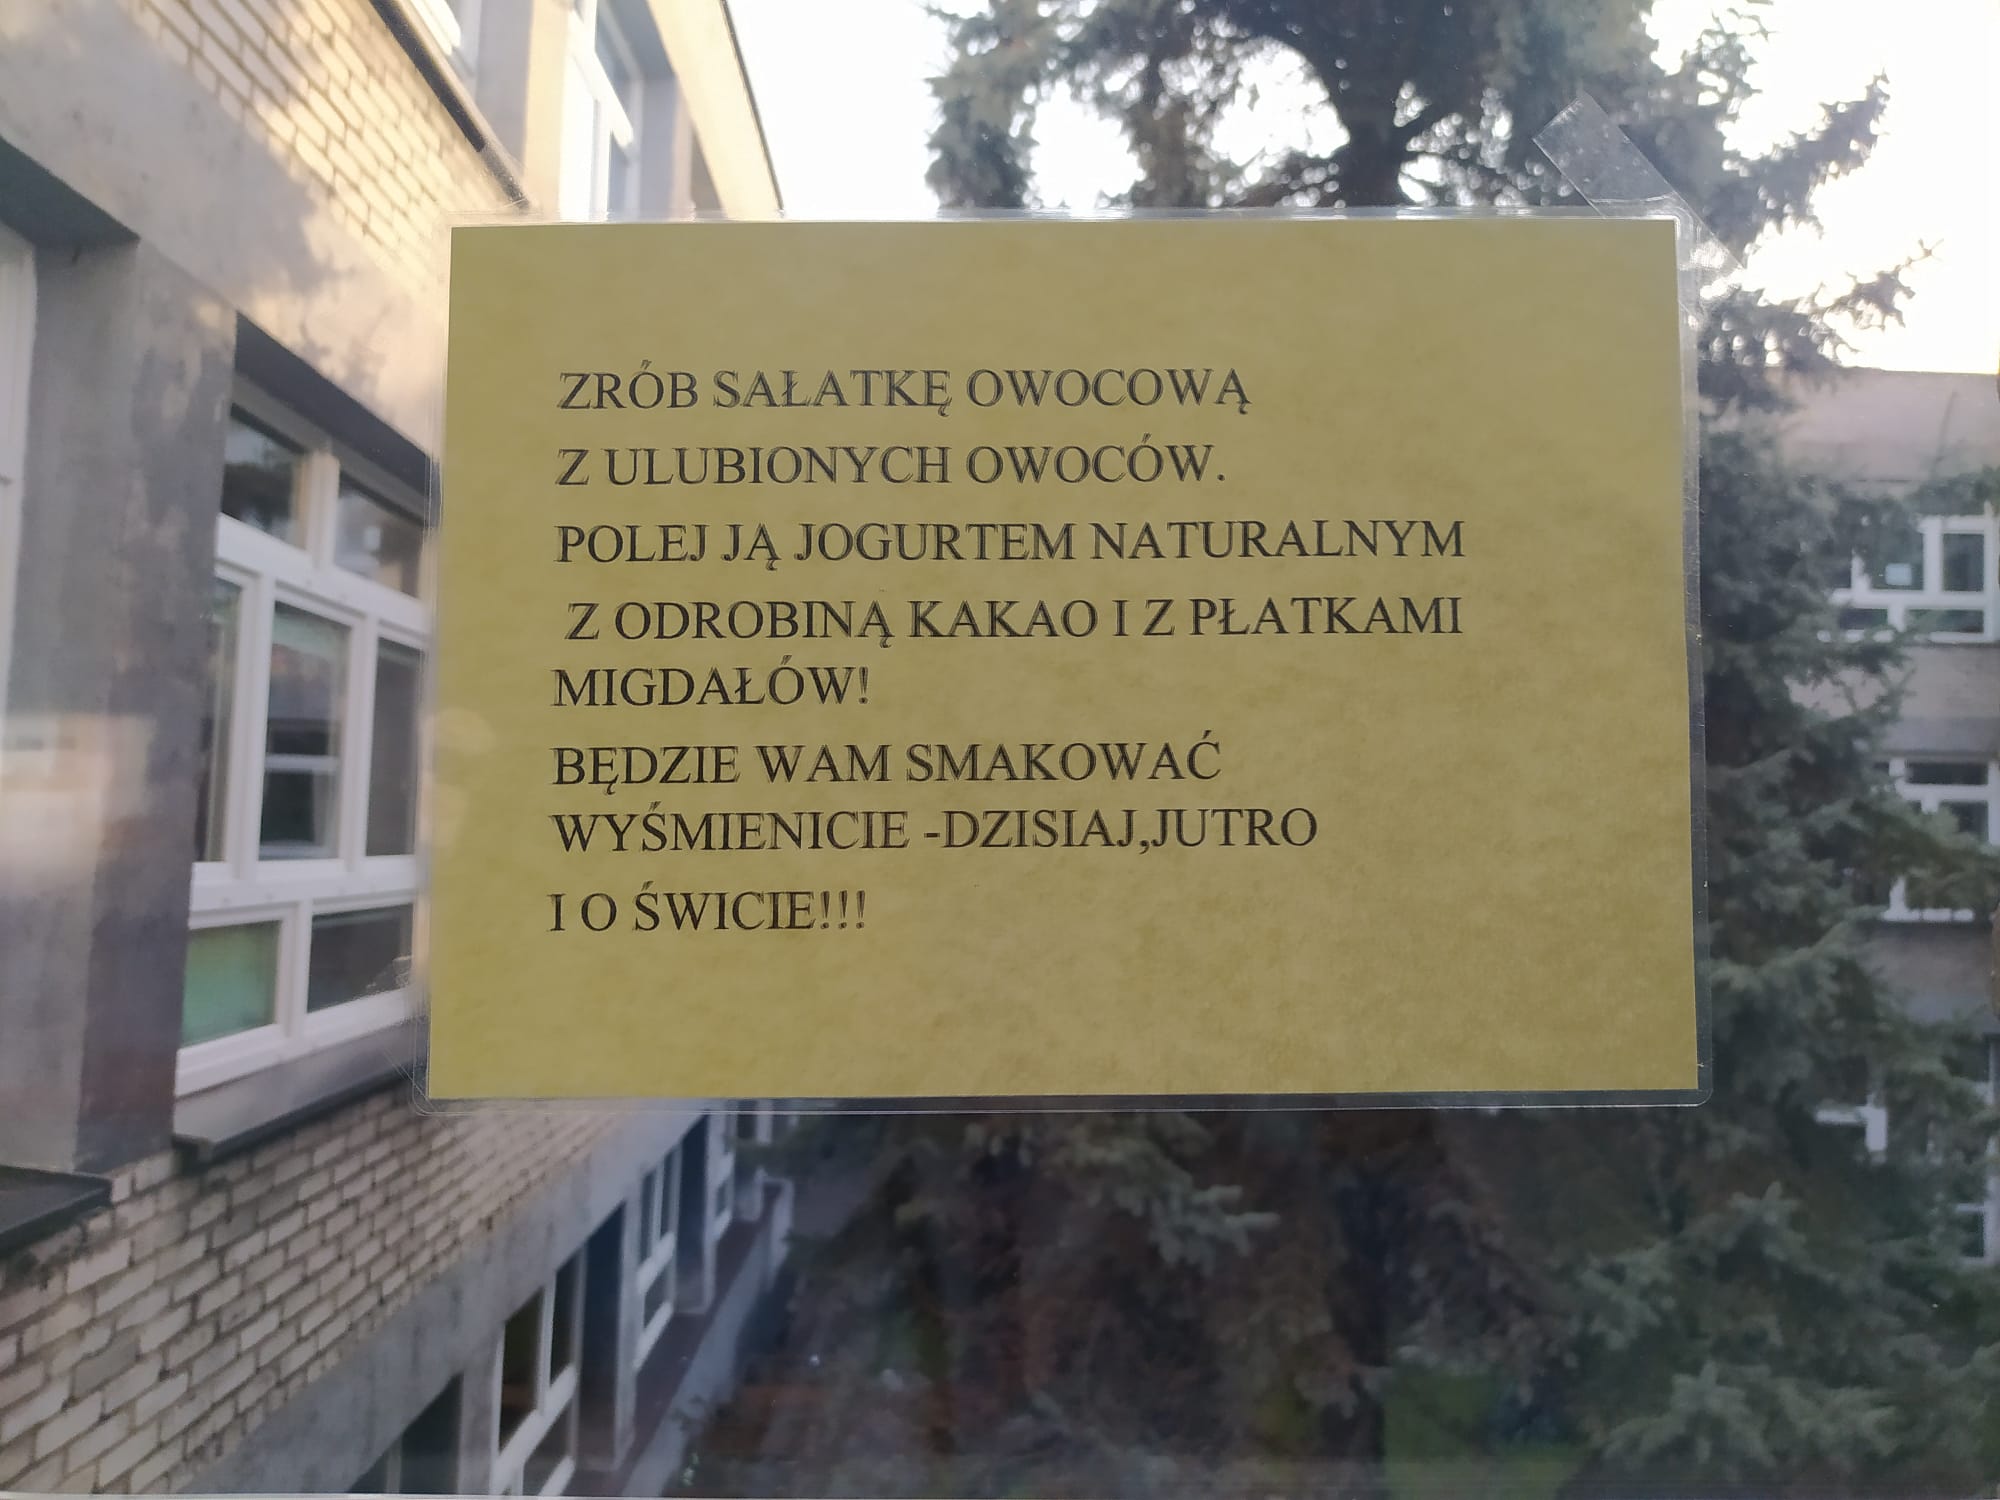 ZRÓB SAŁATKĘ OWOCOWĄ
Z ULUBIONYCH OWOCÓW.
POLEJ JĄ JOGURTEM NATURALNYM
Z ODROBINĄ KAKAO I Z PŁATKAMI
MIGDAŁÓW!
BĘDZIE WAM SMAKOWAĆ
WYŚMIENICIE -DZISIAJ,JUTRO
I O ŚWICIE!!!